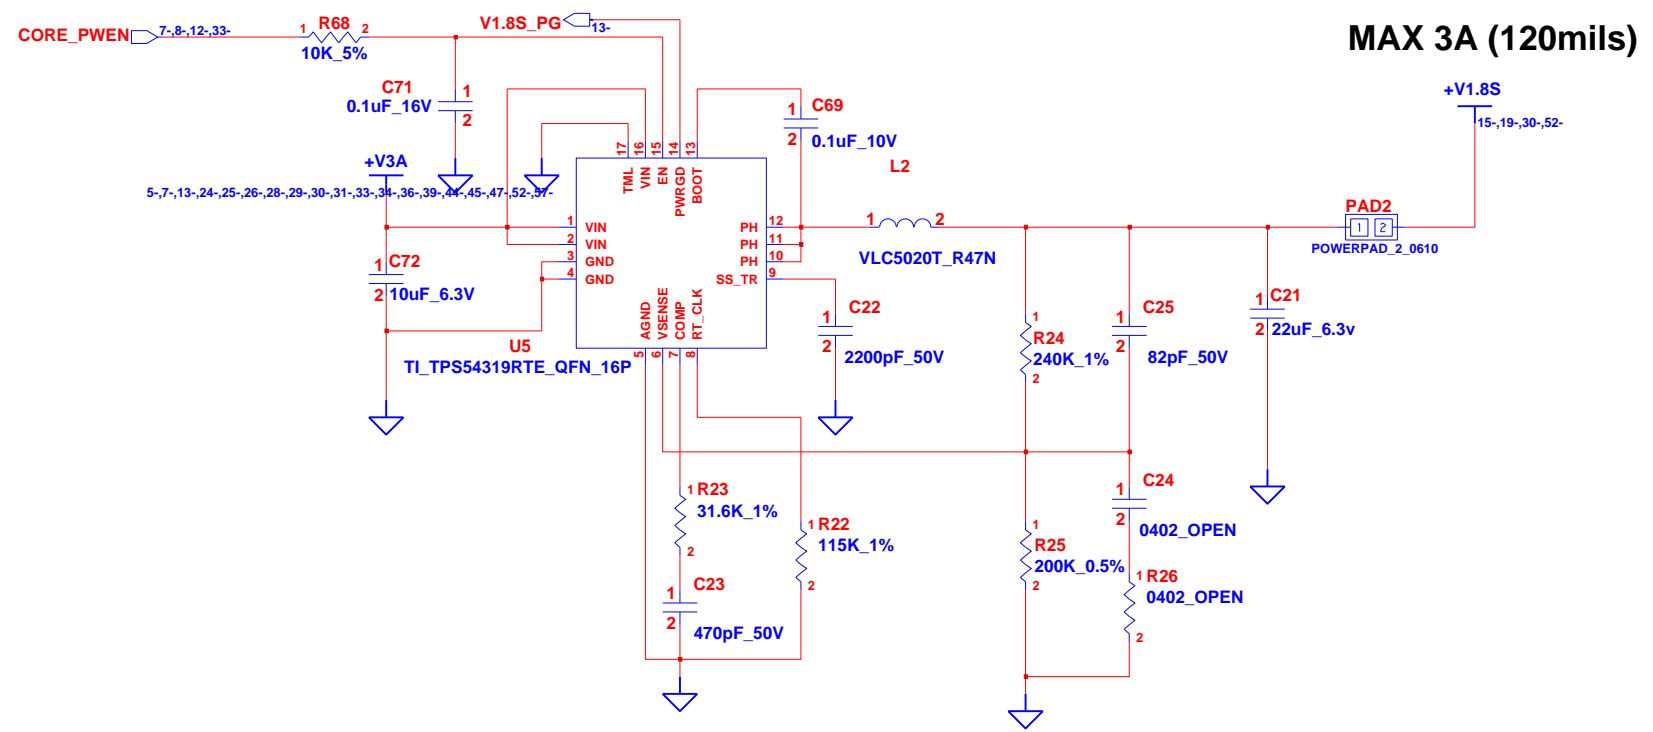 MAX 3A (120mils)
CORE_PWEN
7-,8-,12-,33-
R68
1 2
10K_5%
V1.8S_PG
13-
C71
0.1uF_16V
1
2
+V3A
5-,7-,13-,24-,25-,26-,28-,29-,30-,31-,33-,34-,36-,39-,44-,45-,47-,52-,57-
C72
1
2
10uF_6.3V
17 16 15 14 13
TML VIN EN PWRGD BOOT
1 VIN
2 VIN
3 GND
4 GND
PH 12
PH 11
PH 10
SS_TR 9
AGND VSENSE COMP RT_CLK
5 6 7 8
U5
TI_TPS54319RTE_QFN_16P
C69
1
2
0.1uF_10V
L2
1 2
VLC5020T_R47N
C22
1
2
2200pF_50V
1
R24
240K_1%
2
C25
1
2
82pF_50V
C21
1
2
22uF_6.3v
PAD2
1 2
POWERPAD_2_0610
+V1.8S
15-,19-,30-,52-
1 R23
31.6K_1%
2
C23
1
2
470pF_50V
1 R22
115K_1%
2
1
R25
200K_0.5%
2
C24
1
2
0402_OPEN
1 R26
0402_OPEN
2